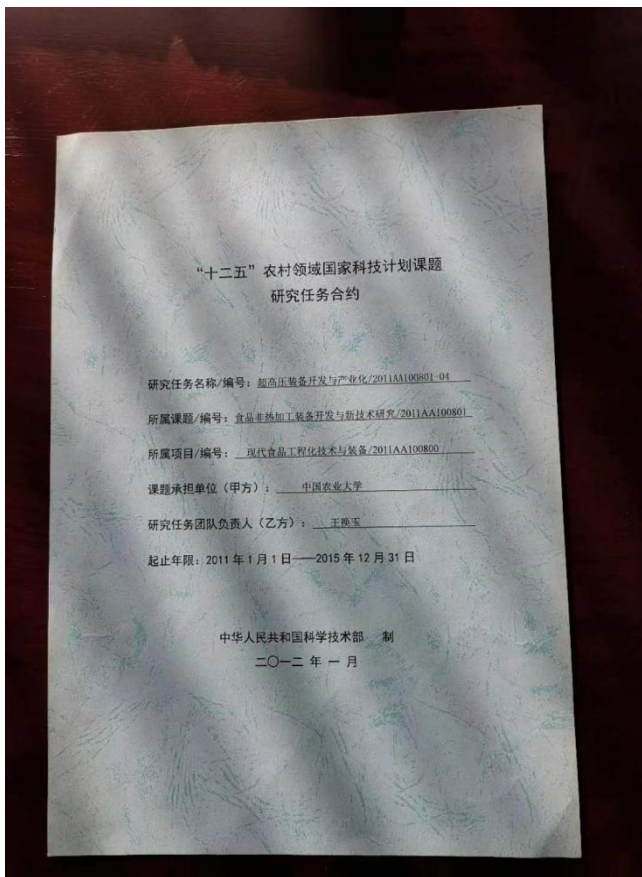 “十二五”农村领域国家科技计划课题
研究任务合约
研究任务名称/编号：超高压装备开发与产业化/2011AA100801-04
所属课题/编号：食品非热加工装备开发与新技术研究/2011AA100801
所属项目/编号：现代食品工程化技术与装备/2011AA100800
课题承担单位（甲方）：中国农业大学
研究任务团队负责人（乙方）：王换玉
起止年限：2011年1月1日——2015年12月31日
中华人民共和国科学技术部 制
二〇一二 年 一 月